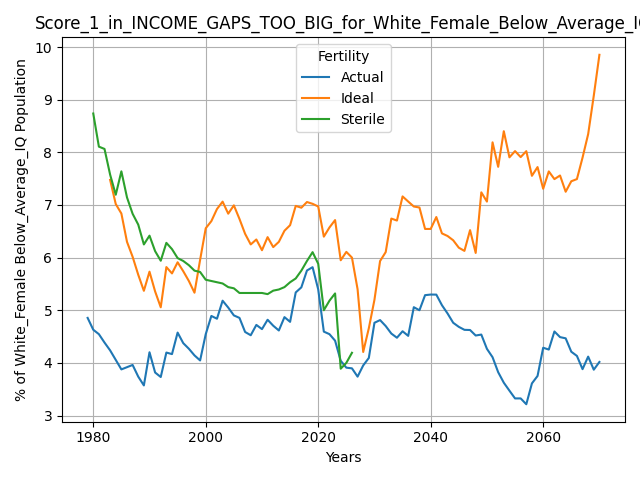 Score_1_in_INCOME_GAPS_TOO_BIG_for_White_Female_Below_Average_IQ
Fertility
Actual
Ideal
Sterile
% of White_Female Below_Average_IQ Population
10
9
8
7
6
5
4
3
1980
2000
2020
2040
2060
Years